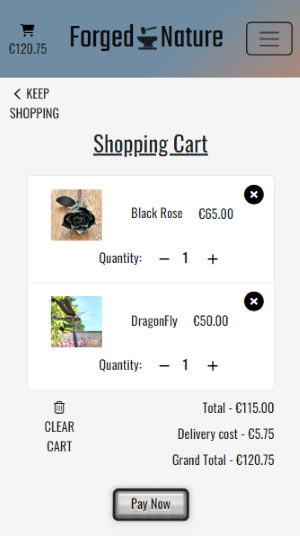 €120.75
Forged Nature
KEEP
SHOPPING
Shopping Cart
Black Rose €65.00
Quantity: − 1 +
DragonFly €50.00
Quantity: − 1 +
CLEAR
CART
Total - €115.00
Delivery cost - €5.75
Grand Total - €120.75
Pay Now